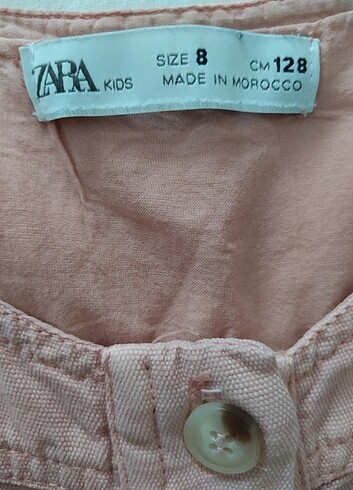 ZARA KIDS SIZE 8 CM 128
MADE IN MOROCCO